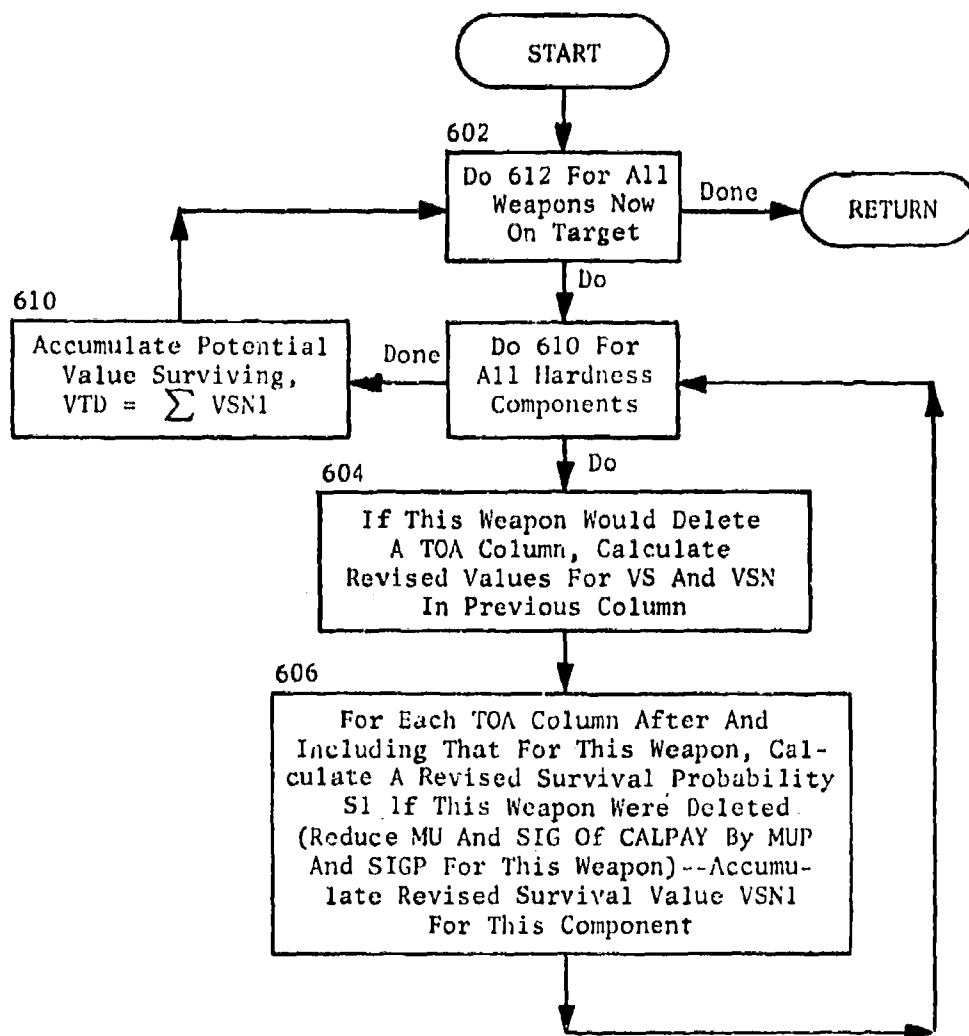 START
602
Do 612 For All
Weapons Now
On Target
Done
RETURN
Do
610
Accumulate Potential
Value Surviving,
VTD = ∑ VSN1
Done
Do 610 For
All Hardness
Components
Do
604
If This Weapon Would Delete
A TOA Column, Calculate
Revised Values For VS And VSN
In Previous Column
606
For Each TOA Column After And
Including That For This Weapon, Cal-
culate A Revised Survival Probability
S1 If This Weapon Were Deleted
(Reduce MU And SIG Of CALPAY By MUP
And SIGP For This Weapon)--Accumu-
late Revised Survival Value VSN1
For This Component